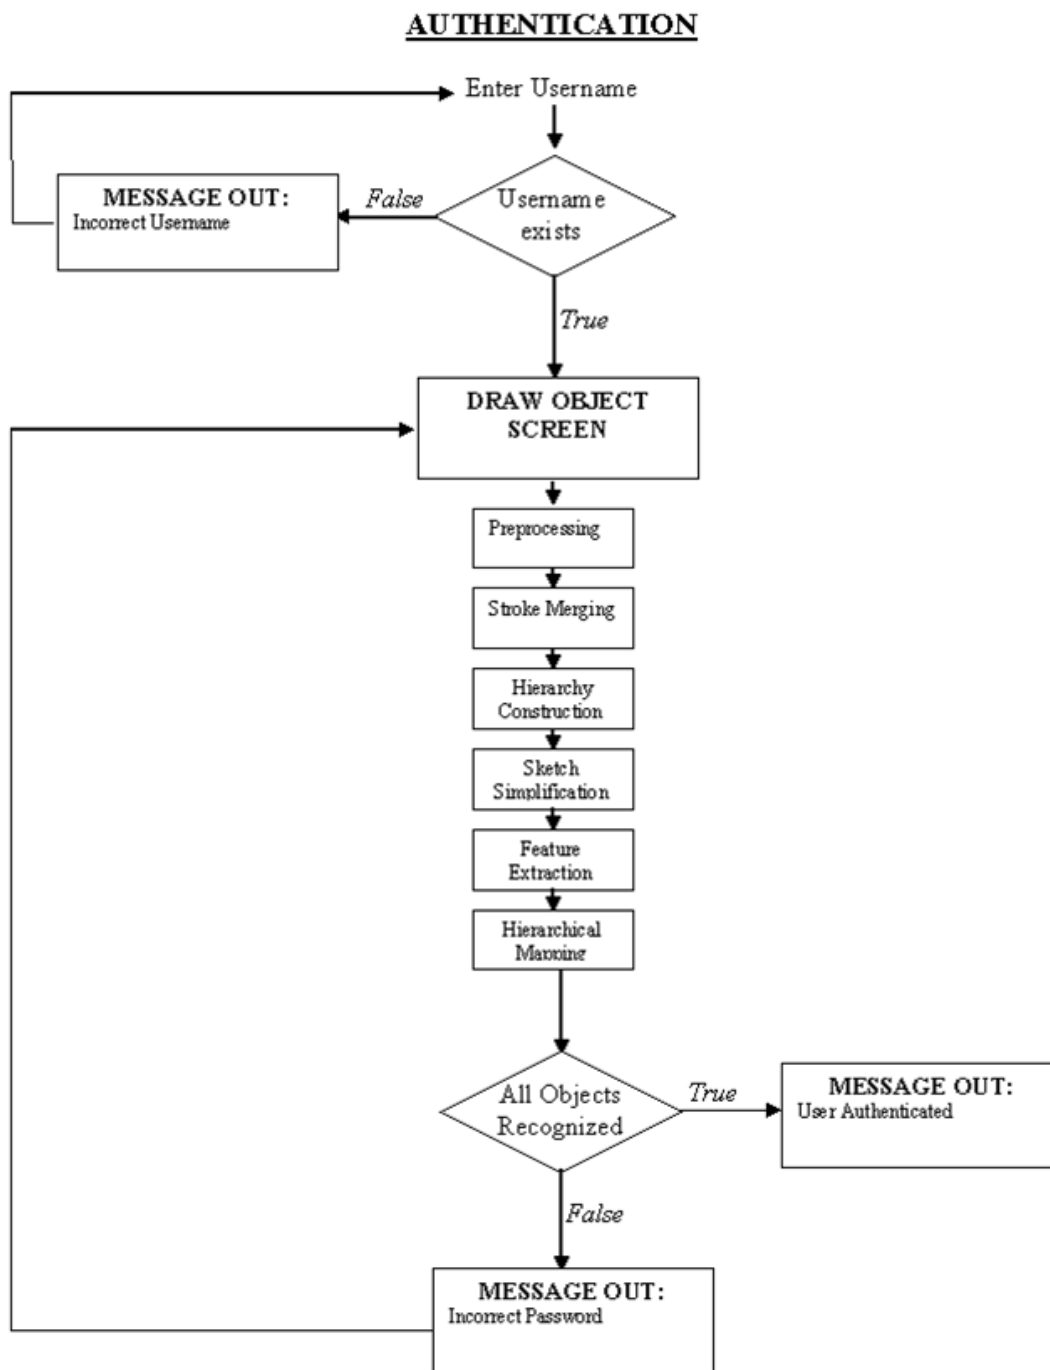 AUTHENTICATION
Enter Username
Username
exists
False
MESSAGE OUT:
Incorrect Username
True
DRAW OBJECT
SCREEN
Preprocessing
Stroke Merging
Hierarchy
Construction
Sketch
Simplification
Feature
Extraction
Hierarchical
Mapping
All Objects
Recognized
True
MESSAGE OUT:
User Authenticated
False
MESSAGE OUT:
Incorrect Password